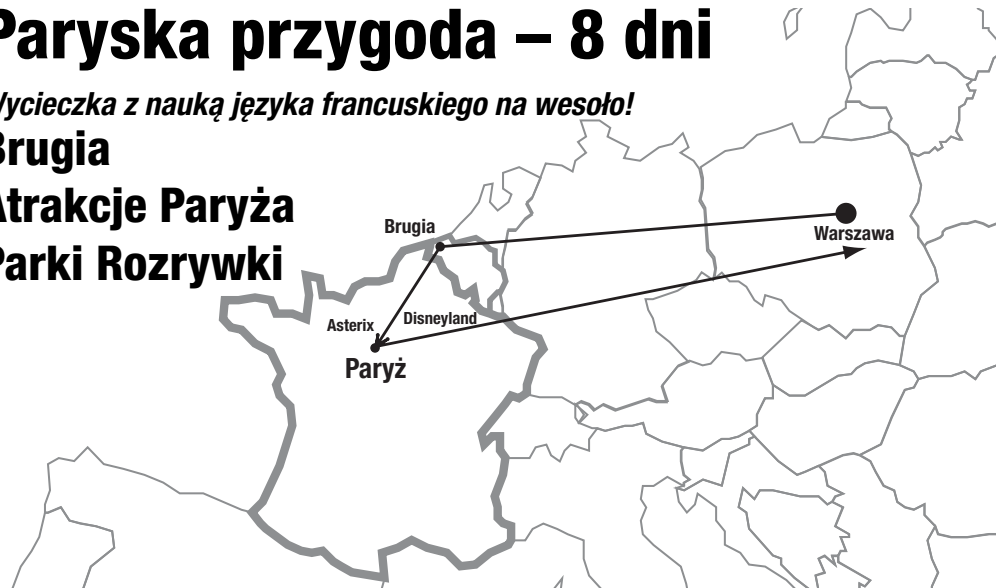 Paryska przygoda – 8 dni
Wycieczka z nauką języka francuskiego na wesoło!
Brugia
Atrakcje Paryża
Parki Rozrywki
Brugia
Warszawa
Asterix
Disneyland
Paryż